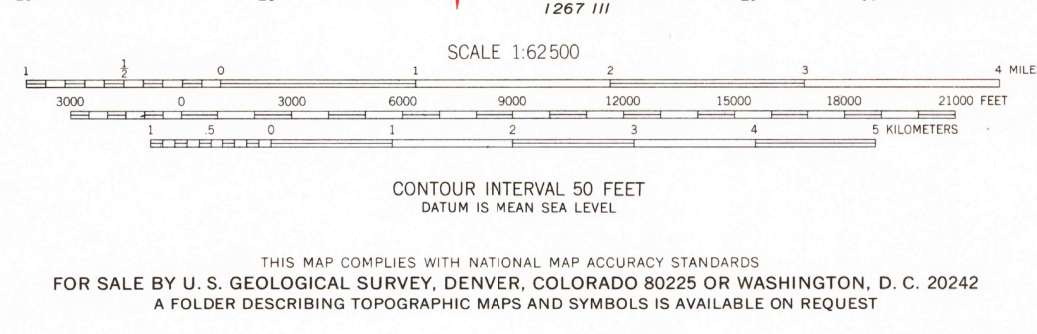 1267 III
SCALE 1:62500
1 1/2 0 1 2 3 4 MILE
3000 0 3000 6000 9000 12000 15000 18000 21000 FEET
1 .5 0 1 2 3 4 5 KILOMETERS
CONTOUR INTERVAL 50 FEET
DATUM IS MEAN SEA LEVEL
THIS MAP COMPLIES WITH NATIONAL MAP ACCURACY STANDARDS
FOR SALE BY U. S. GEOLOGICAL SURVEY, DENVER, COLORADO 80225 OR WASHINGTON, D. C. 20242
A FOLDER DESCRIBING TOPOGRAPHIC MAPS AND SYMBOLS IS AVAILABLE ON REQUEST